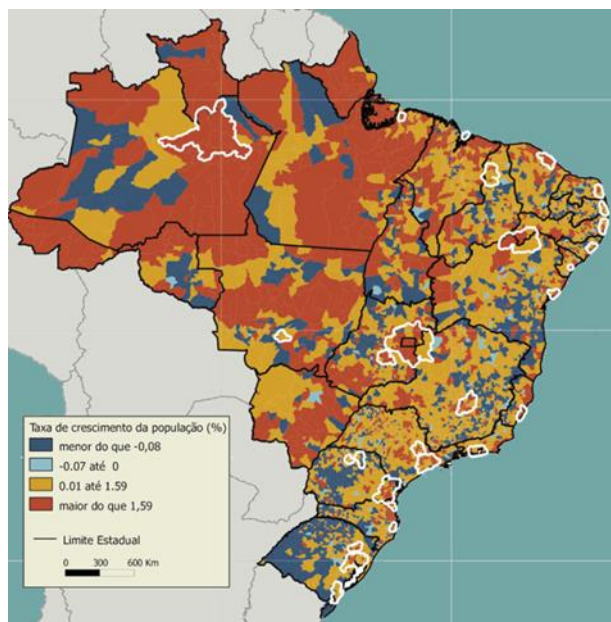 Taxa de crescimento da população (%)
menor do que -0,08
-0.07 até 0
0.01 até 1.59
maior do que 1,59
Limite Estadual
0 300 600 Km